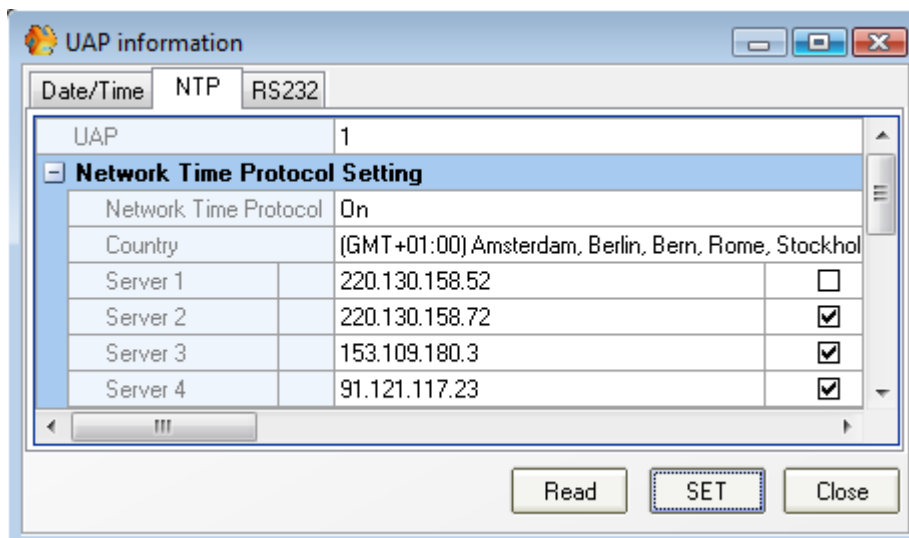 UAP information
Date/Time NTP RS232
UAP 1
Network Time Protocol Setting
Network Time Protocol On
Country (GMT+01:00) Amsterdam, Berlin, Bern, Rome, Stockhol
Server 1 220.130.158.52
Server 2 220.130.158.72
Server 3 153.109.180.3
Server 4 91.121.117.23
Read SET Close